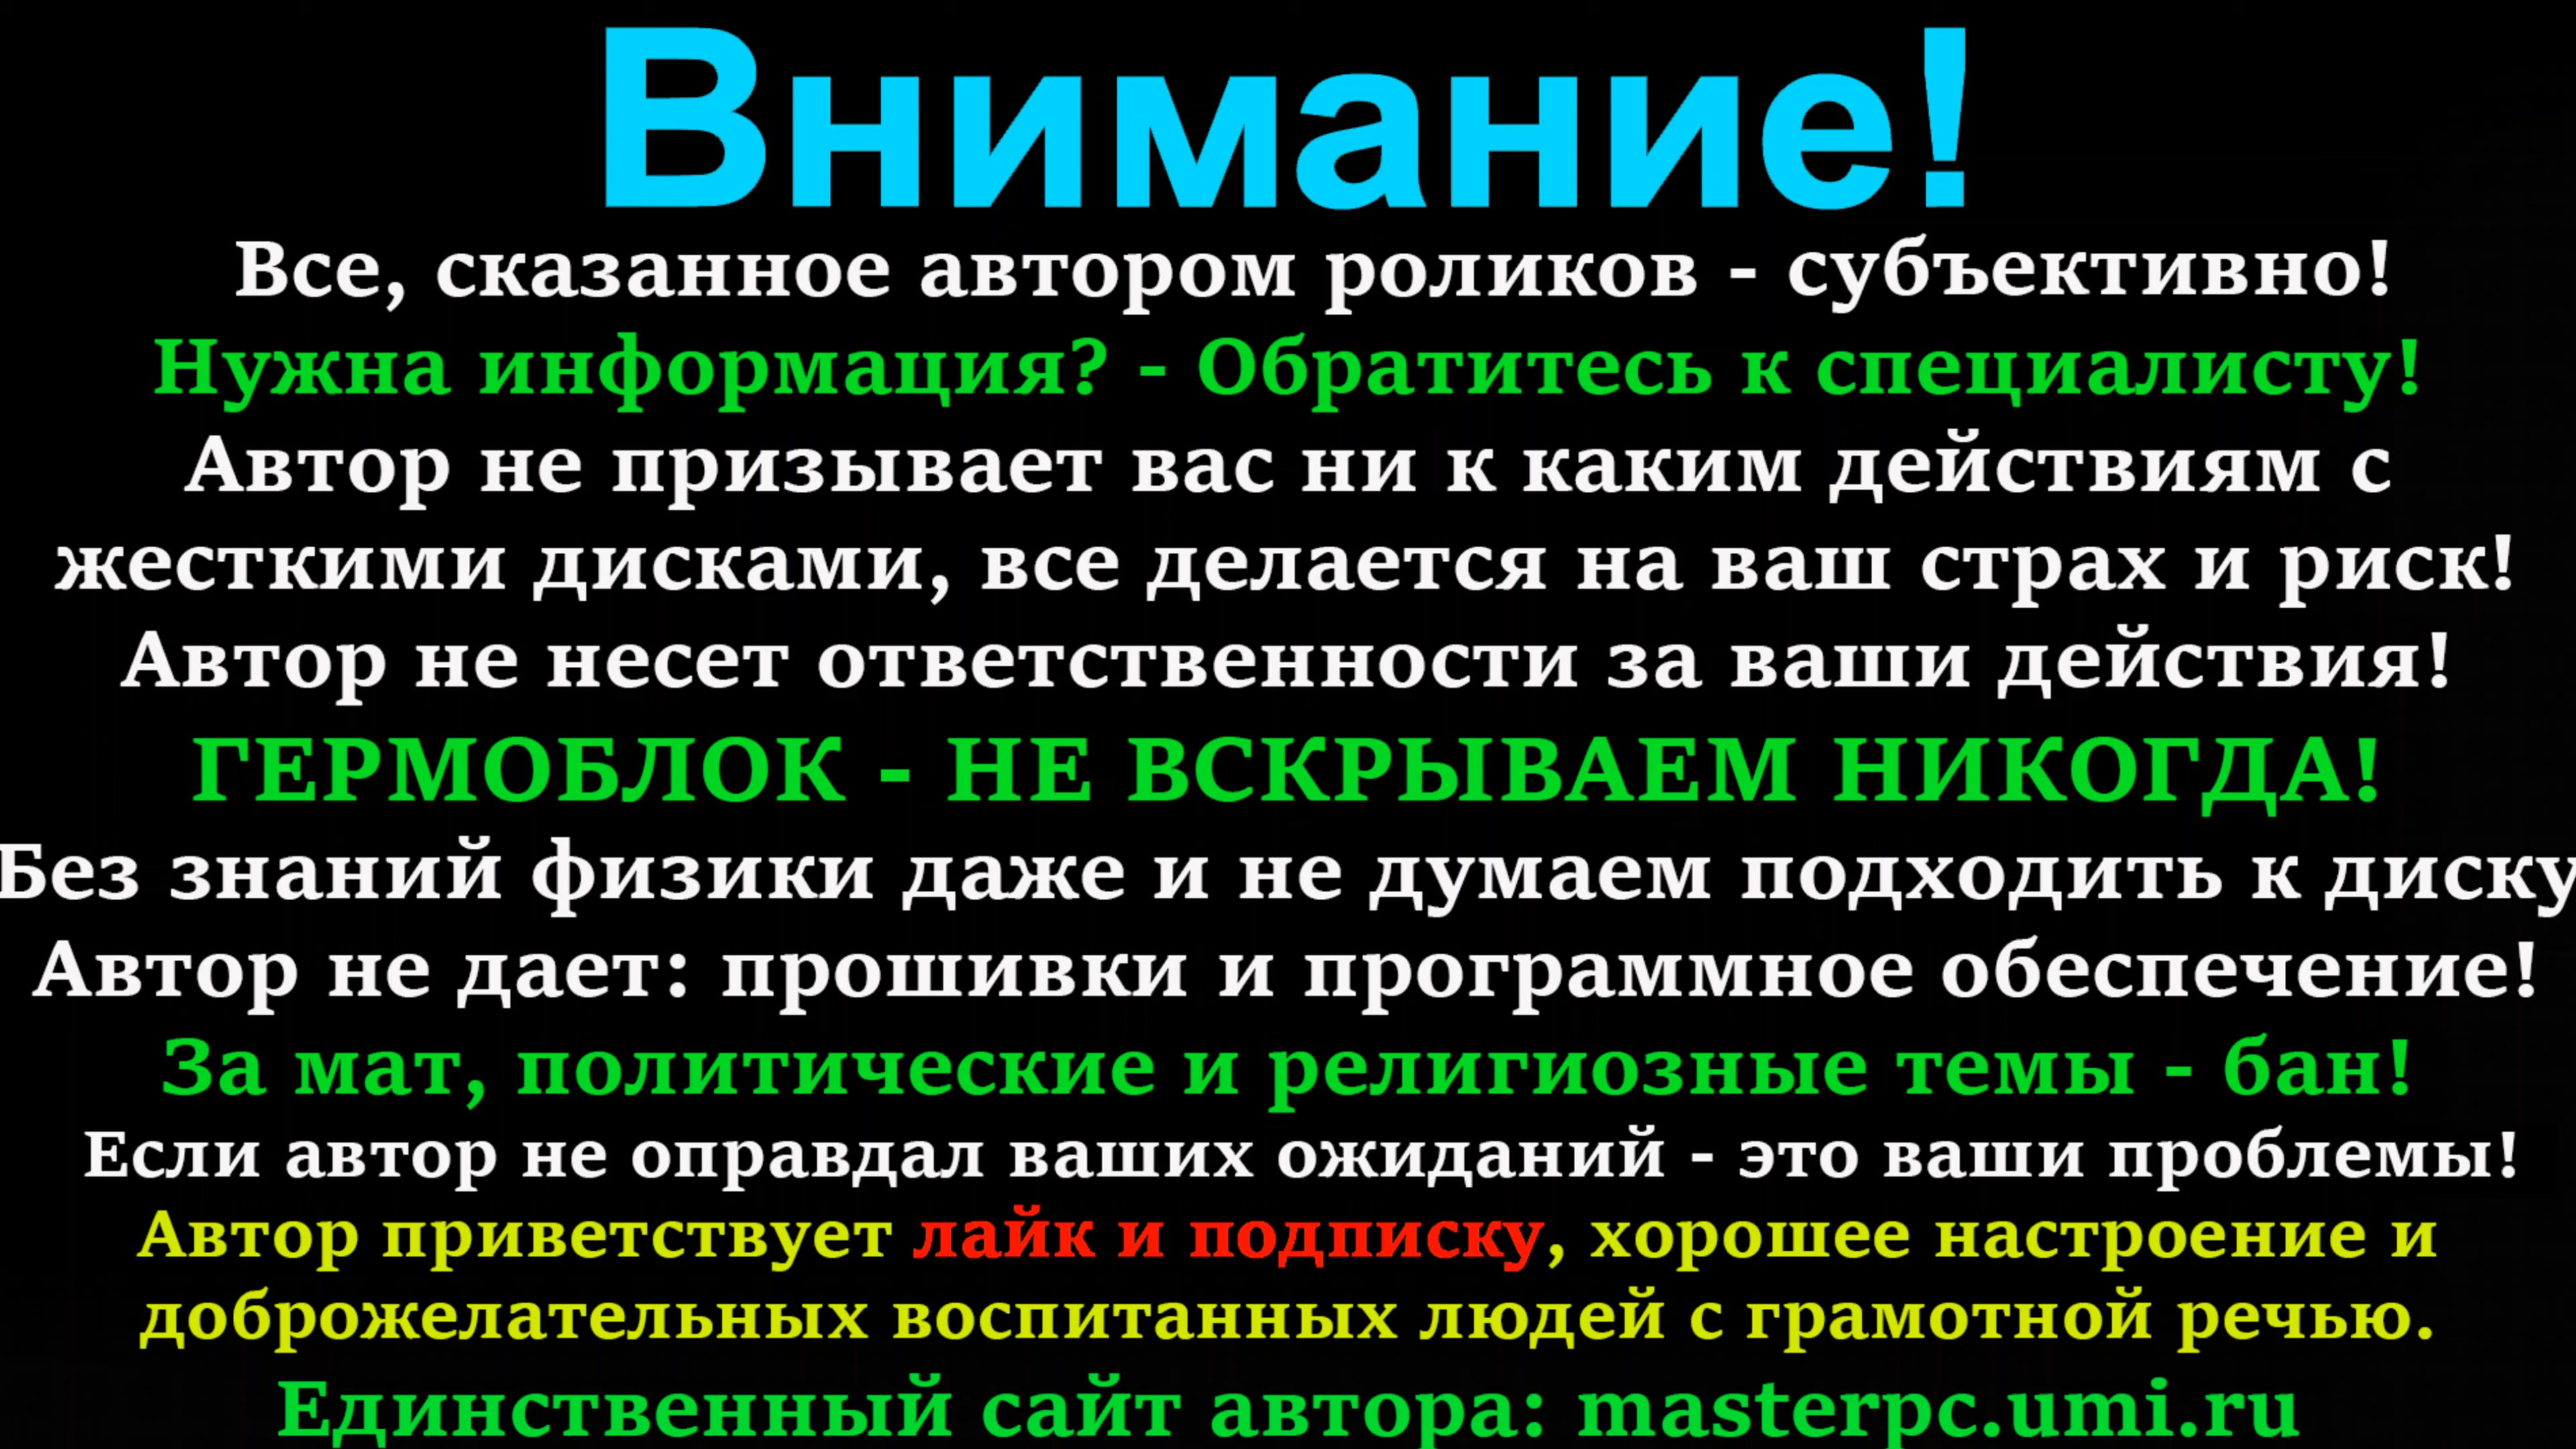 Внимание!
Все, сказанное автором роликов - субъективно!
Нужна информация? - Обратитесь к специалисту!
Автор не призывает вас ни к каким действиям с
жесткими дисками, все делается на ваш страх и риск!
Автор не несет ответственности за ваши действия!
ГЕРМОБЛОК - НЕ ВСКРЫВАЕМ НИКОГДА!
Без знаний физики даже и не думаем подходить к диску
Автор не дает: прошивки и программное обеспечение!
За мат, политические и религиозные темы - бан!
Если автор не оправдал ваших ожиданий - это ваши проблемы!
Автор приветствует лайк и подписку, хорошее настроение и
доброжелательных воспитанных людей с грамотной речью.
Единственный сайт автора: masterpc.umi.ru